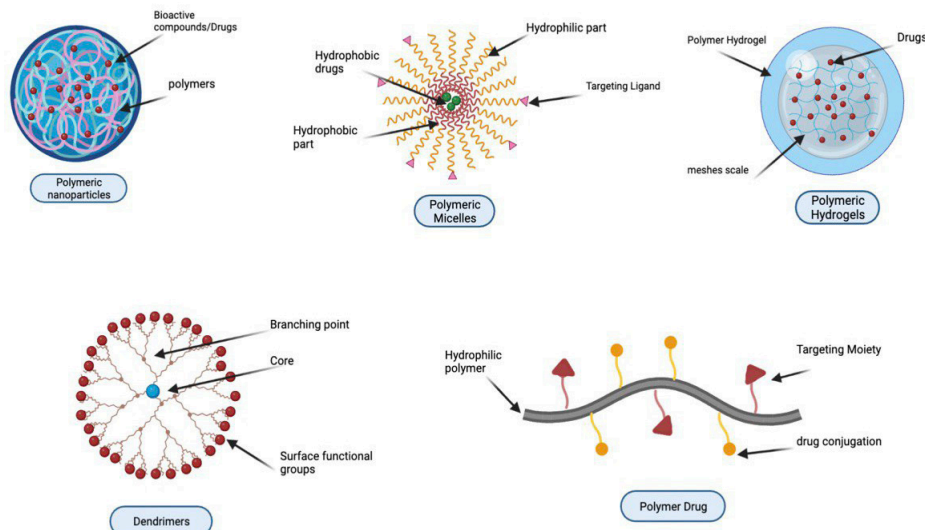 Bioactive
compounds/Drugs
polymers
Polymeric
nanoparticles
Hydrophobic
drugs
Hydrophilic part
Targeting Ligand
Hydrophobic
part
Polymeric
Micelles
Polymer Hydrogel
Drugs
meshes scale
Polymeric
Hydrogels
Branching point
Core
Surface functional
groups
Dendrimers
Hydrophilic
polymer
Targeting Moiety
drug conjugation
Polymer Drug